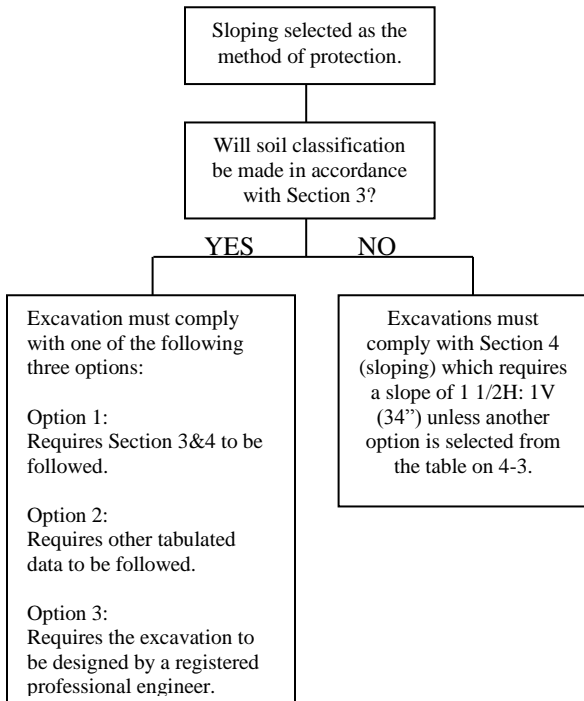 Sloping selected as the
method of protection.
Will soil classification
be made in accordance
with Section 3?
YES
NO
Excavation must comply
with one of the following
three options:
Option 1:
Requires Section 3&4 to be
followed.
Option 2:
Requires other tabulated
data to be followed.
Option 3:
Requires the excavation to
be designed by a registered
professional engineer.
Excavations must
comply with Section 4
(sloping) which requires
a slope of 1 1/2H: 1V
(34”) unless another
option is selected from
the table on 4-3.